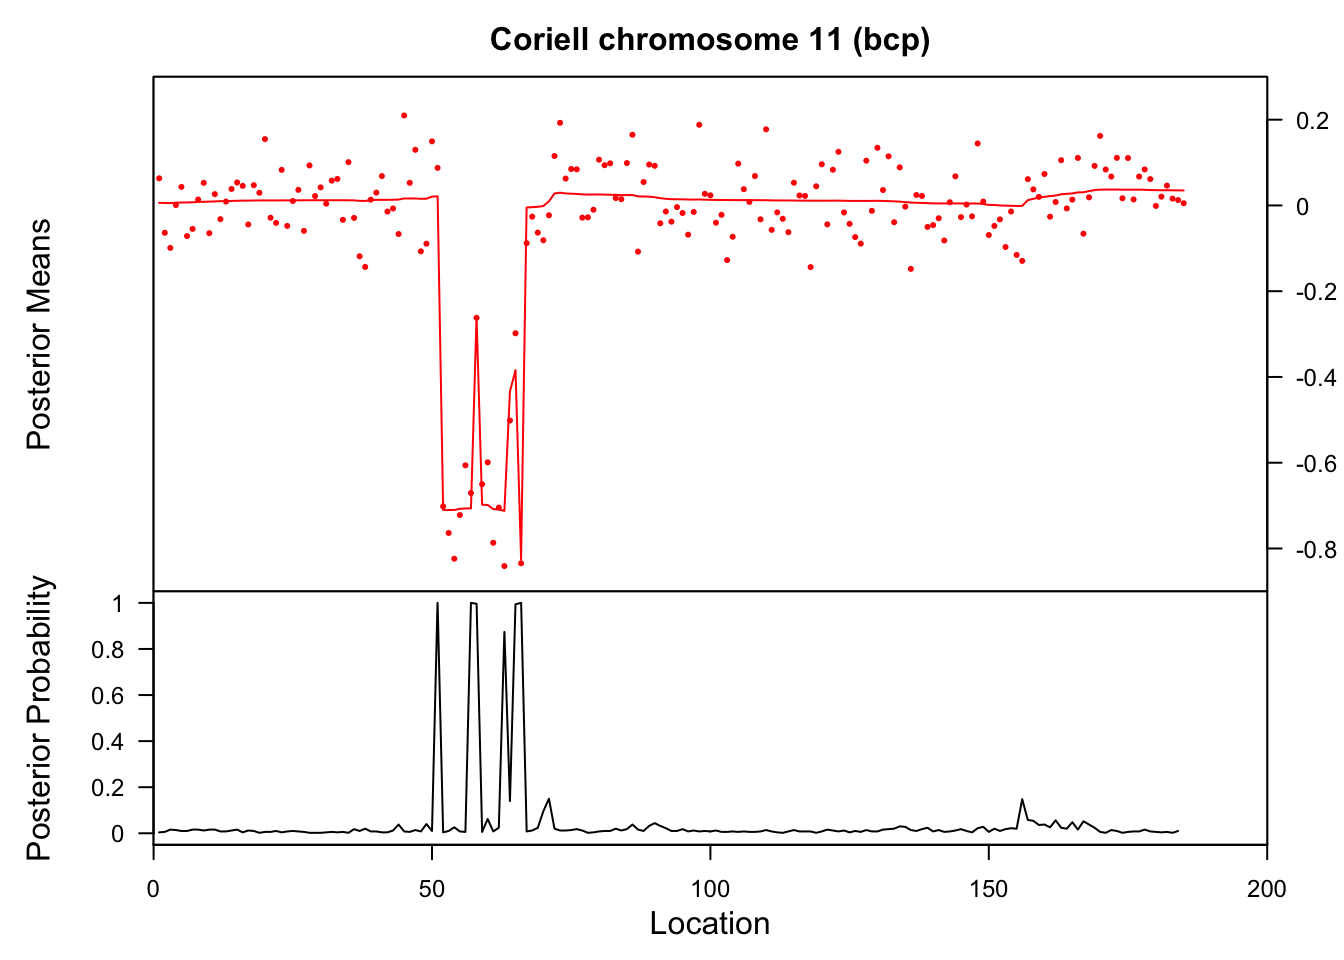 Coriell chromosome 11 (bcp)
Posterior Means
0.2
0
-0.2
-0.4
-0.6
-0.8
Posterior Probability
1
0.8
0.6
0.4
0.2
0
0 50 100 150 200
Location